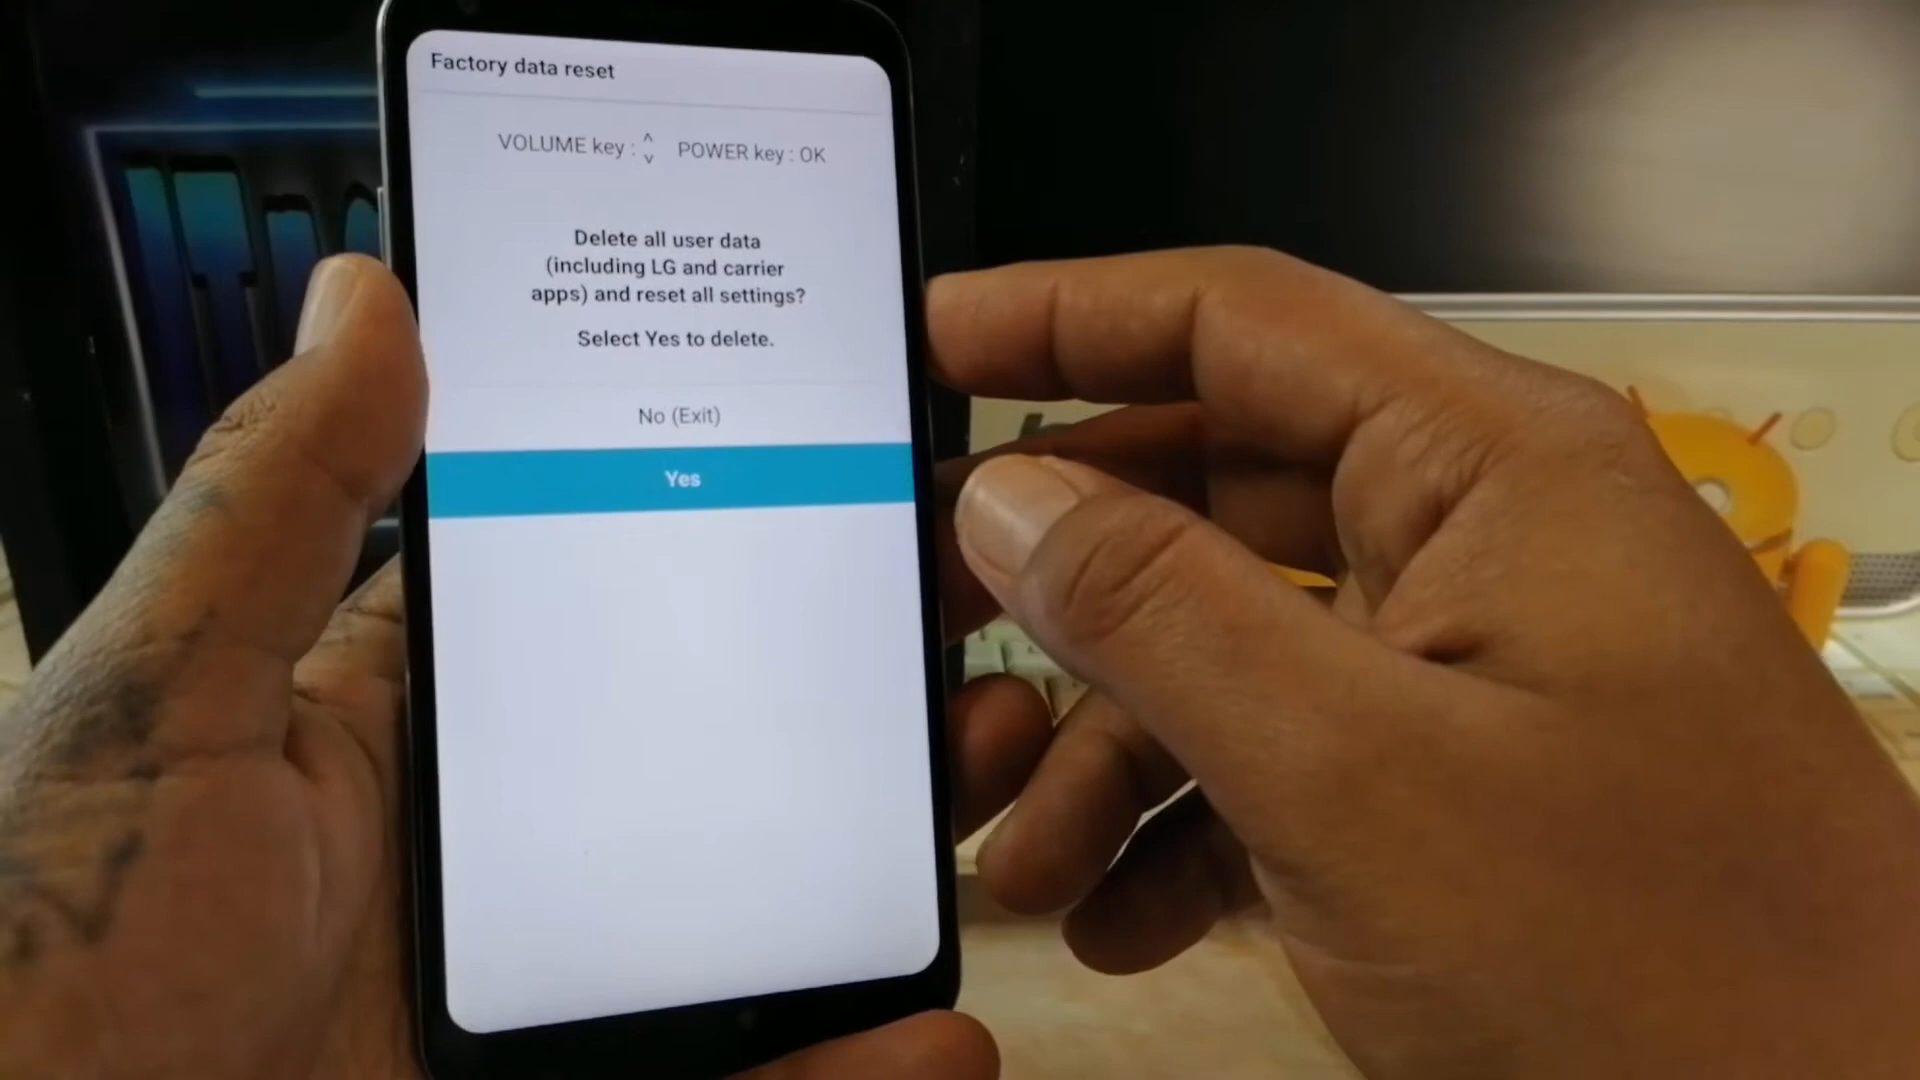 Factory data reset
VOLUME key : ^ v POWER key : OK
Delete all user data
(including LG and carrier
apps) and reset all settings?
Select Yes to delete.
No (Exit)
Yes